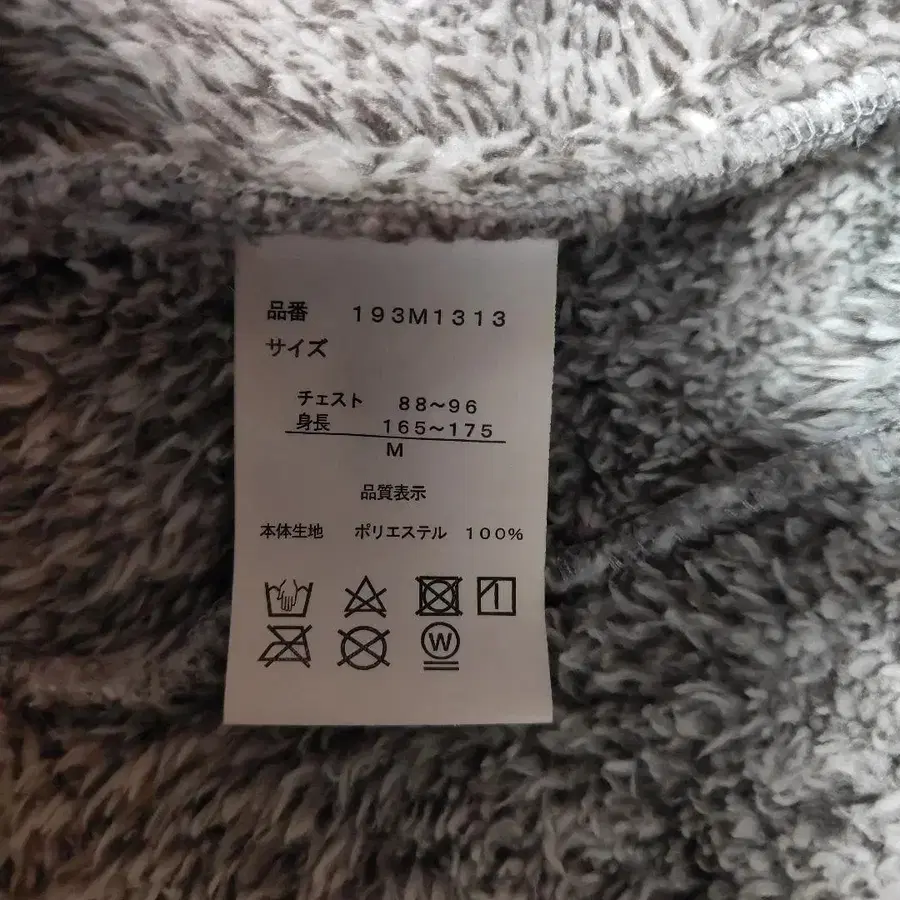 品番 193M1313
サイズ
チェスト 88~96
身長 165~175
M
品質表示
本体生地 ポリエステル 100%
W